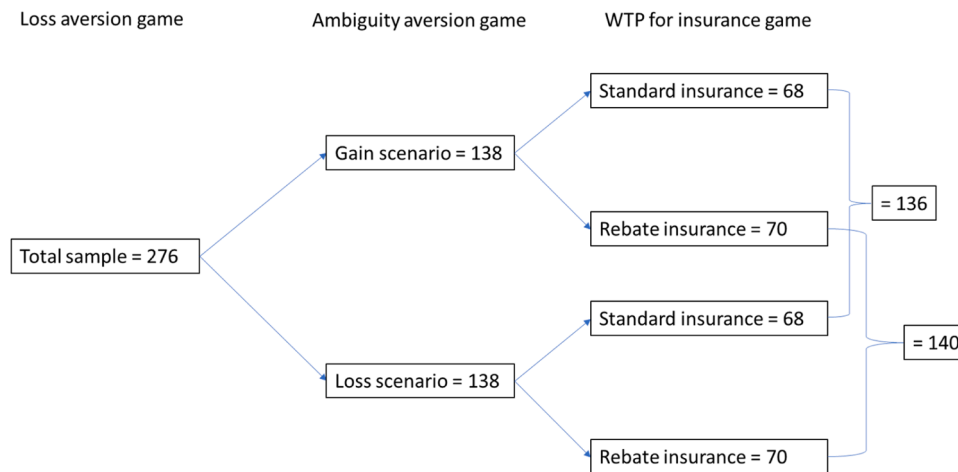 Loss aversion game
Ambiguity aversion game
WTP for insurance game
Standard insurance = 68
Gain scenario = 138
= 136
Rebate insurance = 70
Total sample = 276
Standard insurance = 68
= 140
Loss scenario = 138
Rebate insurance = 70